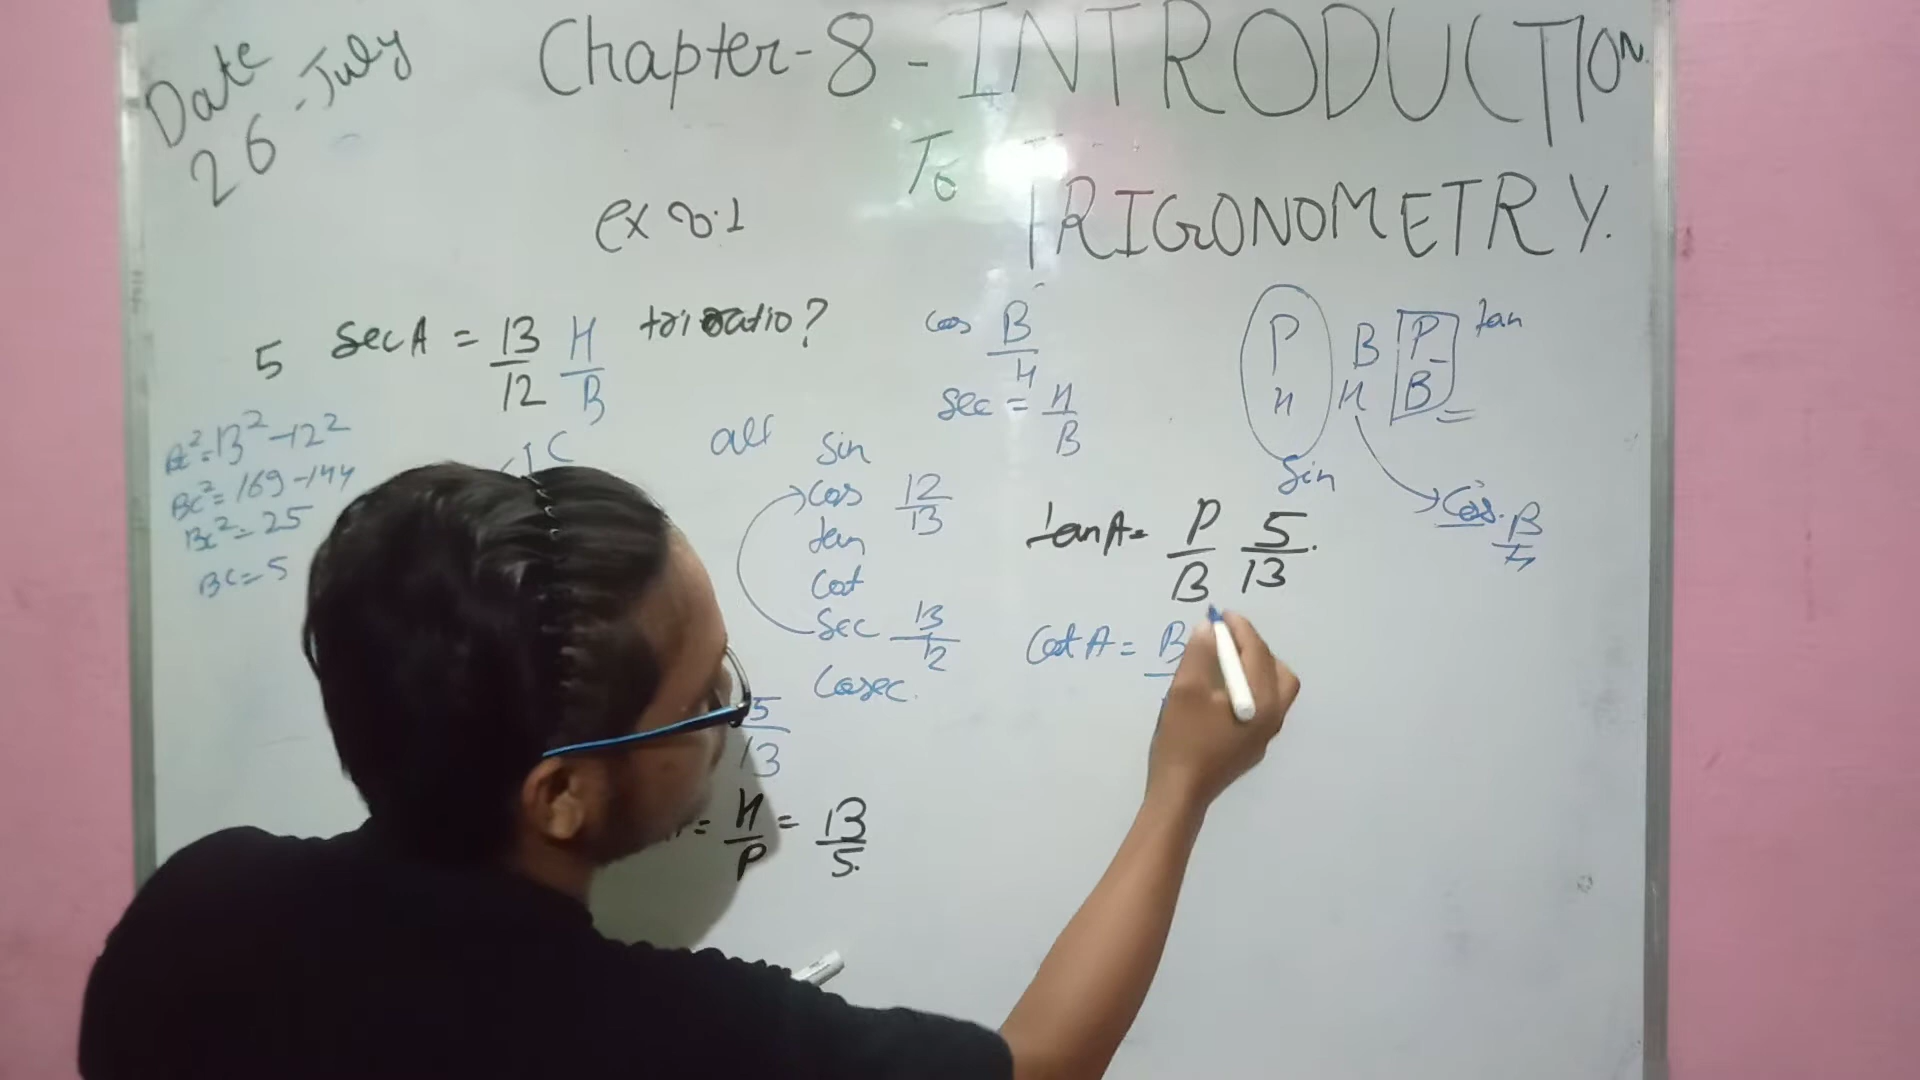 Date
26-July
Chapter-8-INTRODUCTION
To
TRIGONOMETRY.
ex 8.1
5 secA = 13/12 H/B tri ratio?
BC²=13²-12²
BC²=169-144
BC²=25
BC=5
C
all
sin
cos 12/13
tan
cot
sec 13/12
cosec.
5/13
= H/P = 13/5.
cos B/H
sec = H/B
P/H B/H P/B tan
sin
cos. B/H
tanA= P/B 5/13.
cotA= B